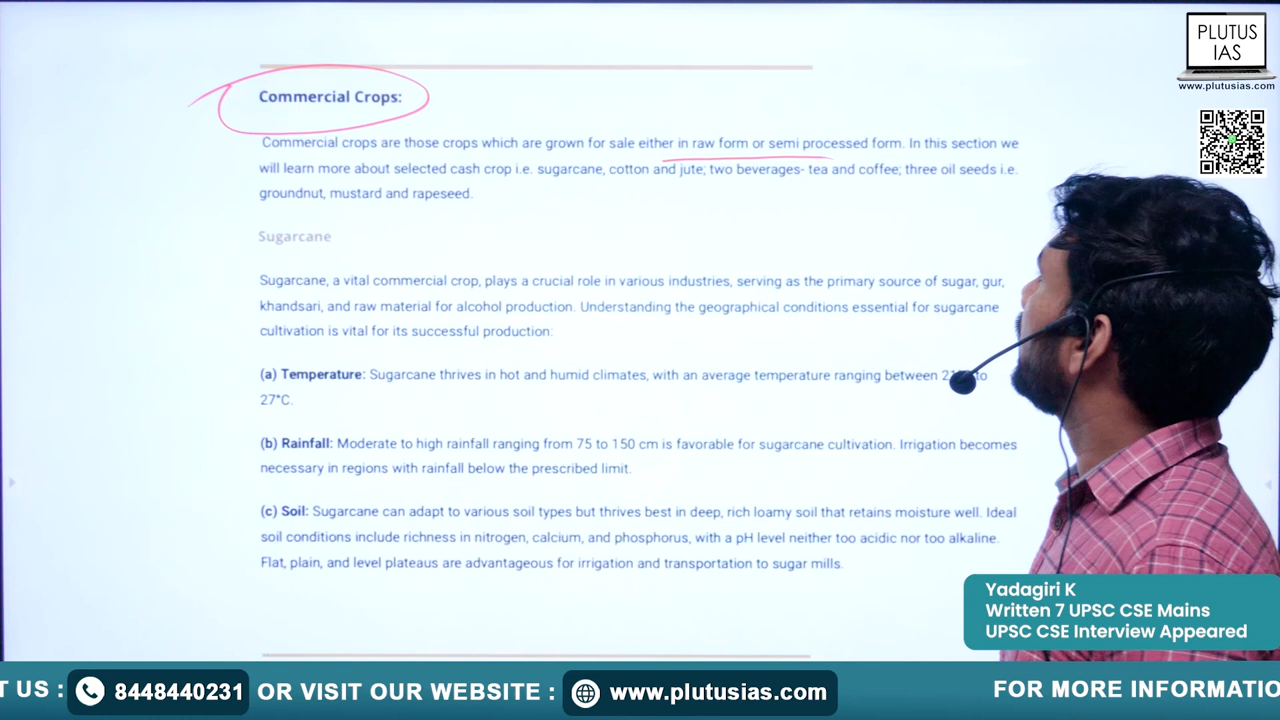 PLUTUS
IAS
www.plutusias.com
Commercial Crops:
Commercial crops are those crops which are grown for sale either in raw form or semi processed form. In this section we
will learn more about selected cash crop i.e. sugarcane, cotton and jute; two beverages- tea and coffee; three oil seeds i.e.
groundnut, mustard and rapeseed.
Sugarcane
Sugarcane, a vital commercial crop, plays a crucial role in various industries, serving as the primary source of sugar, gur,
khandsari, and raw material for alcohol production. Understanding the geographical conditions essential for sugarcane
cultivation is vital for its successful production:
(a) Temperature: Sugarcane thrives in hot and humid climates, with an average temperature ranging between to
27°C.
(b) Rainfall: Moderate to high rainfall ranging from 75 to 150 cm is favorable for sugarcane cultivation. Irrigation becomes
necessary in regions with rainfall below the prescribed limit.
(c) Soil: Sugarcane can adapt to various soil types but thrives best in deep, rich loamy soil that retains moisture well. Ideal
soil conditions include richness in nitrogen, calcium, and phosphorus, with a pH level neither too acidic nor too alkaline.
Flat, plain, and level plateaus are advantageous for irrigation and transportation to sugar mills.
Yadagiri K
Written 7 UPSC CSE Mains
UPSC CSE Interview Appeared
T US : 8448440231 OR VISIT OUR WEBSITE : www.plutusias.com FOR MORE INFORMATIO